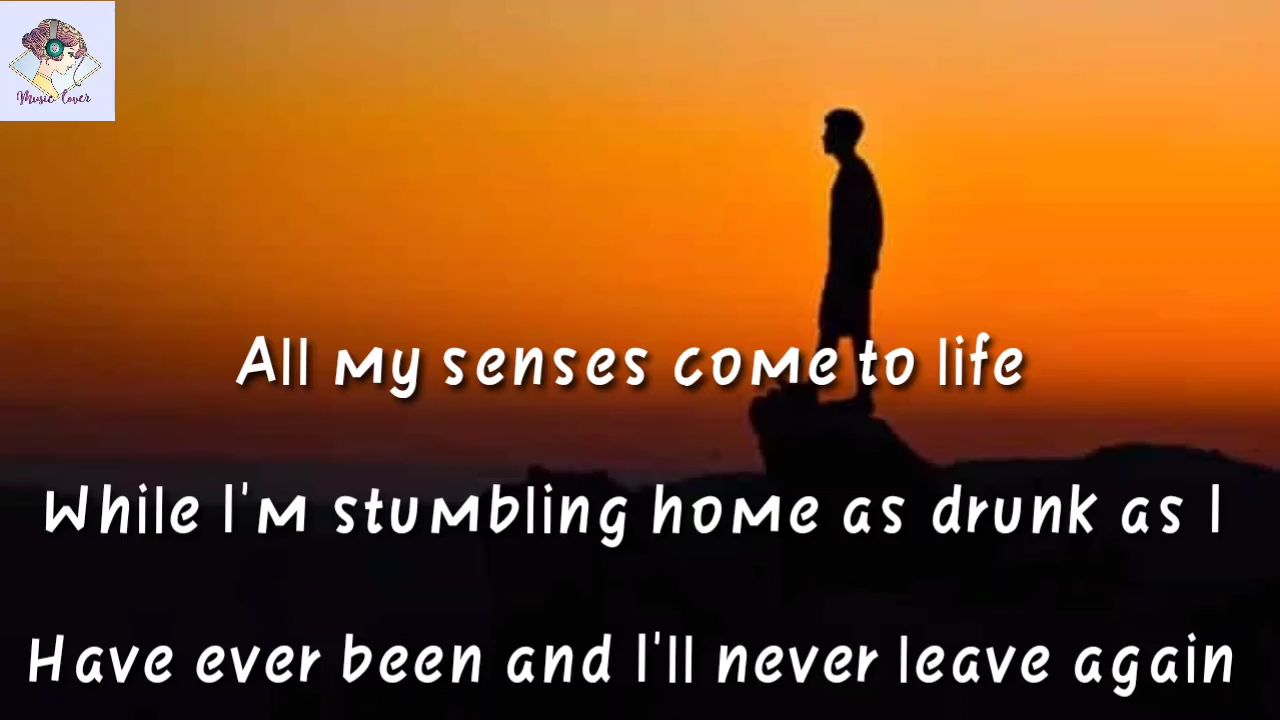 Music Lover
All my senses come to life
While I'm stumbling home as drunk as I
Have ever been and I'll never leave again